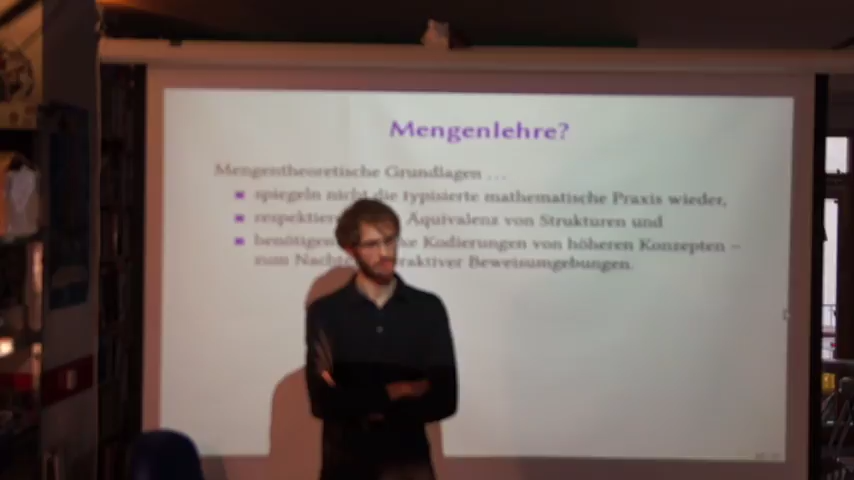 Mengenlehre?
Mengentheoretische Grundlagen ...
spiegeln nicht die typisierte mathematische Praxis wieder,
Äquivalenz von Strukturen und
Kodierungen von höheren Konzepten –
zum Beweisumgebungen.